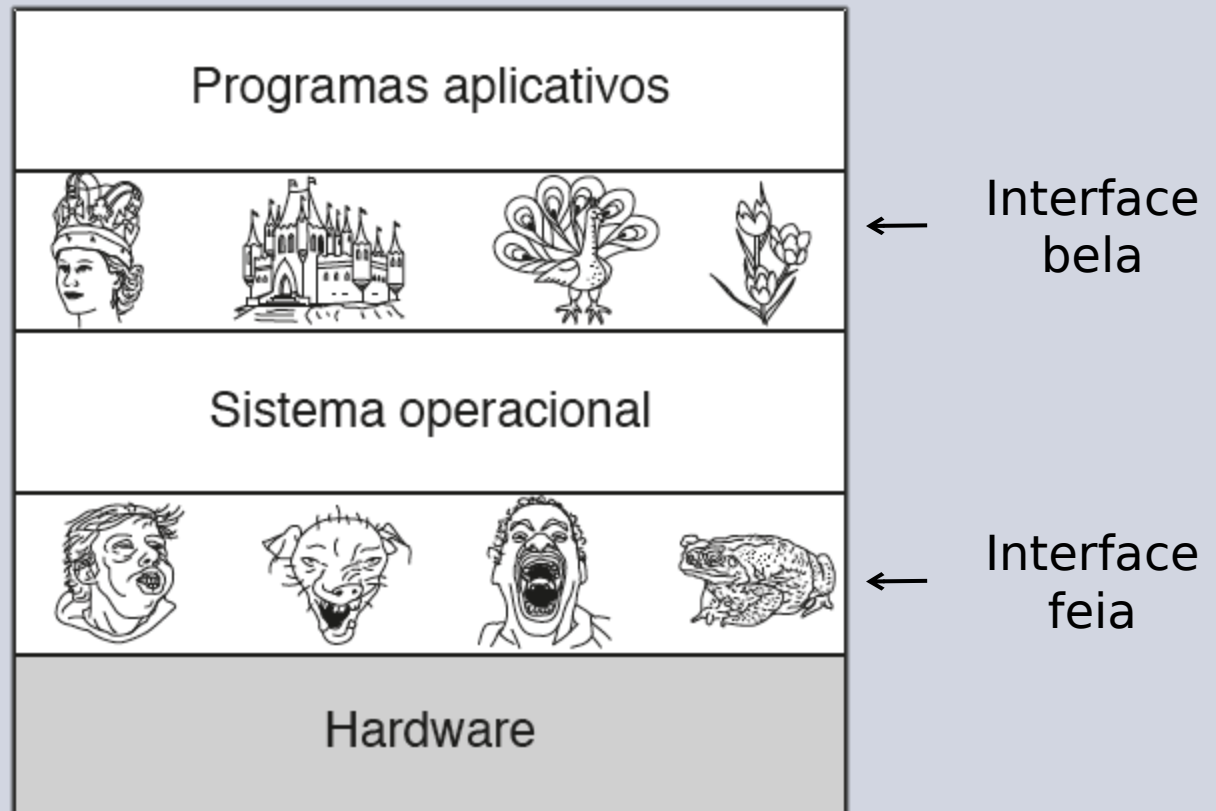 Programas aplicativos
Interface
bela
Sistema operacional
Interface
feia
Hardware